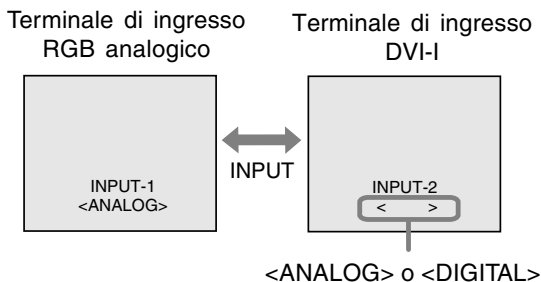 Terminale di ingresso
RGB analogico
Terminale di ingresso
DVI-I
INPUT-1
<ANALOG>
INPUT
INPUT-2
< >
<ANALOG> o <DIGITAL>